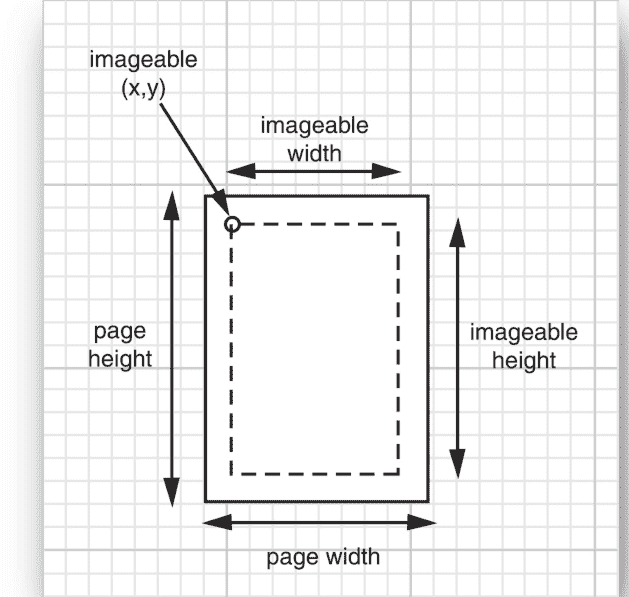 imageable
(x,y)
imageable
width
page
height
imageable
height
page width